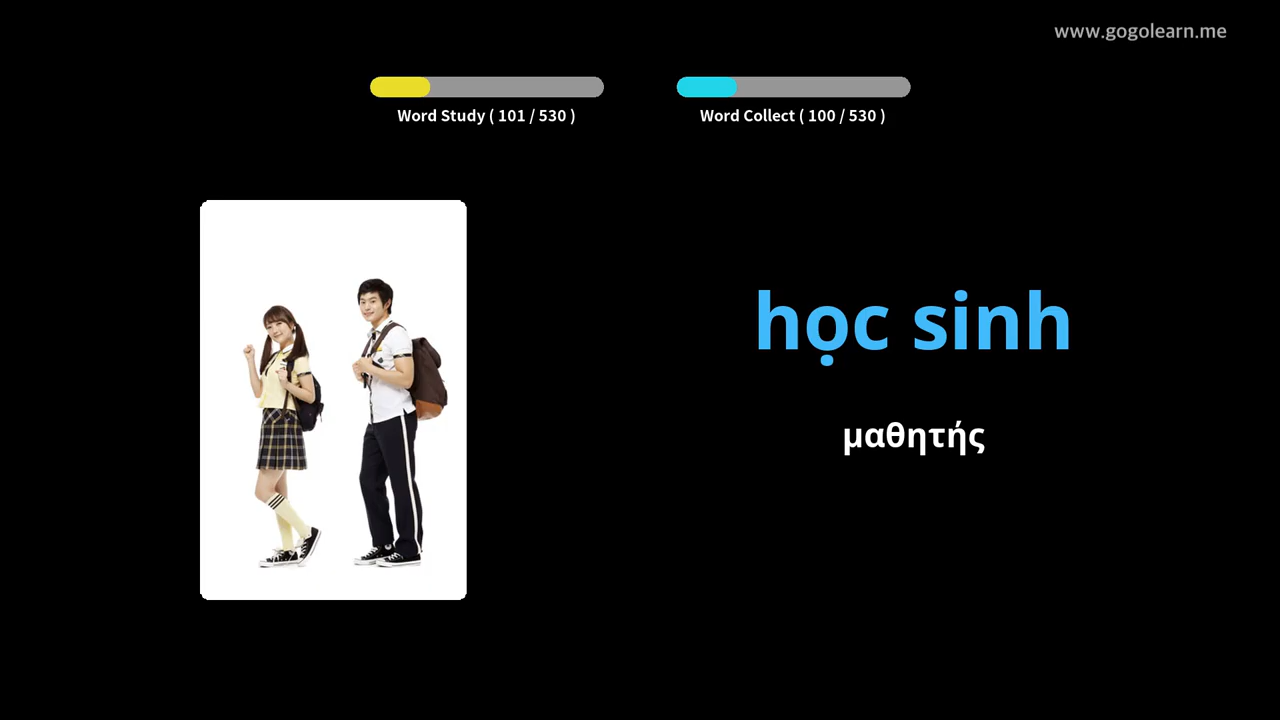 www.gogolearn.me
Word Study ( 101 / 530 )
Word Collect ( 100 / 530 )
học sinh
μαθητής